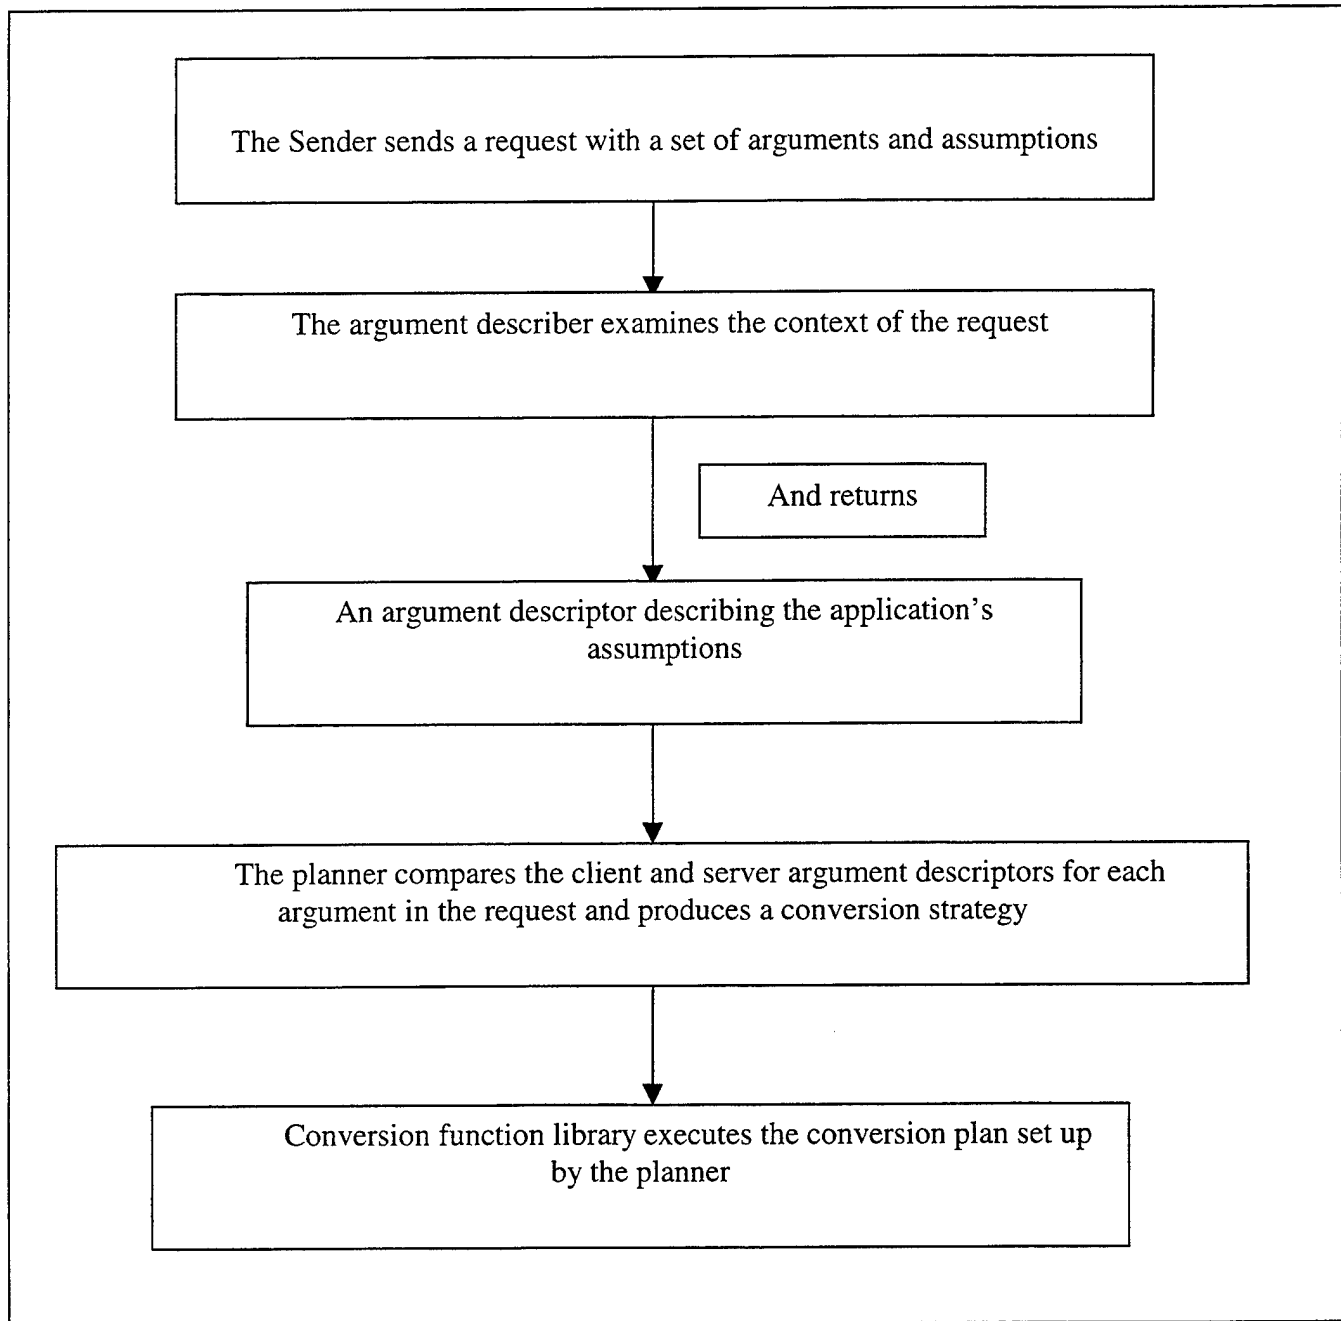 The Sender sends a request with a set of arguments and assumptions
The argument describer examines the context of the request
And returns
An argument descriptor describing the application's
assumptions
The planner compares the client and server argument descriptors for each
argument in the request and produces a conversion strategy
Conversion function library executes the conversion plan set up
by the planner